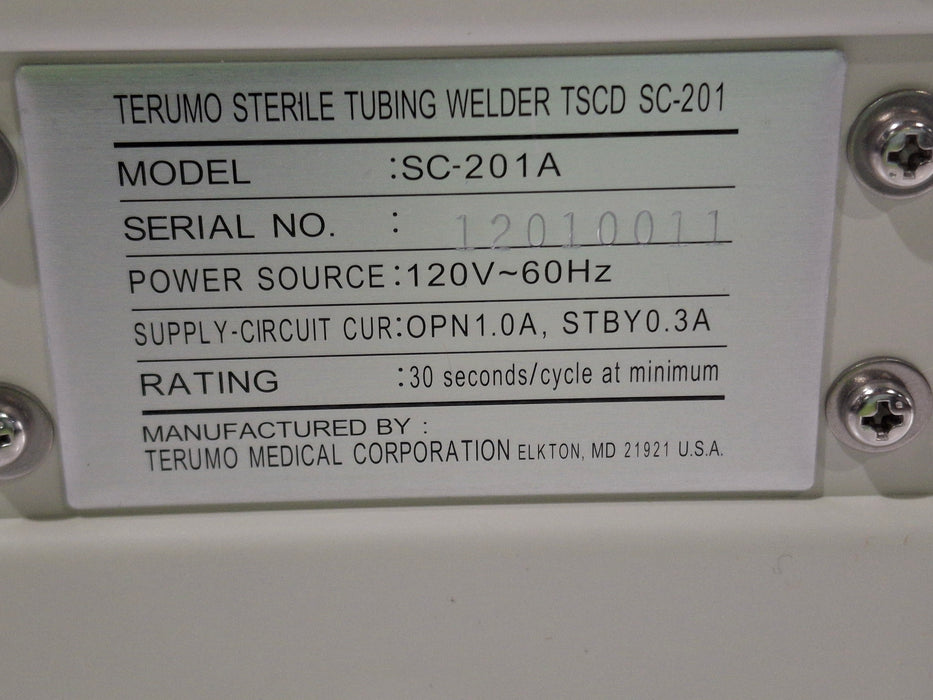 TERUMO STERILE TUBING WELDER TSCD SC-201
MODEL :SC-201A
SERIAL NO. : 12010011
POWER SOURCE:120V~60Hz
SUPPLY-CIRCUIT CUR:OPN1.0A, STBY0.3A
RATING :30 seconds/cycle at minimum
MANUFACTURED BY :
TERUMO MEDICAL CORPORATION ELKTON, MD 21921 U.S.A.